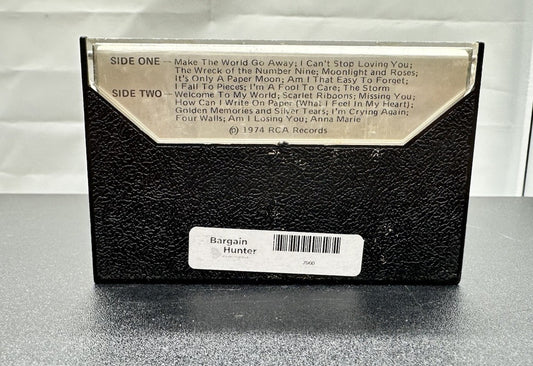 SIDE ONE — Make The World Go Away; I Can't Stop Loving You;
The Wreck of the Number Nine; Moonlight and Roses;
It's Only A Paper Moon; Am I That Easy To Forget;
I Fall To Pieces; I'm A Fool To Care; The Storm
SIDE TWO — Welcome To My World; Scarlet Ribbons; Missing You;
How Can I Write On Paper (What I Feel In My Heart);
Golden Memories and Silver Tears; I'm Crying Again;
Four Walls; Am I Losing You; Anna Marie
℗ 1974 RCA Records
Bargain
Hunter